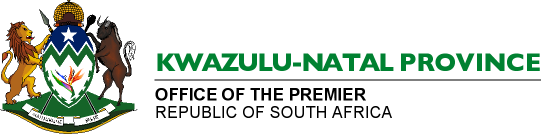 KWAZULU-NATAL PROVINCE
OFFICE OF THE PREMIER
REPUBLIC OF SOUTH AFRICA